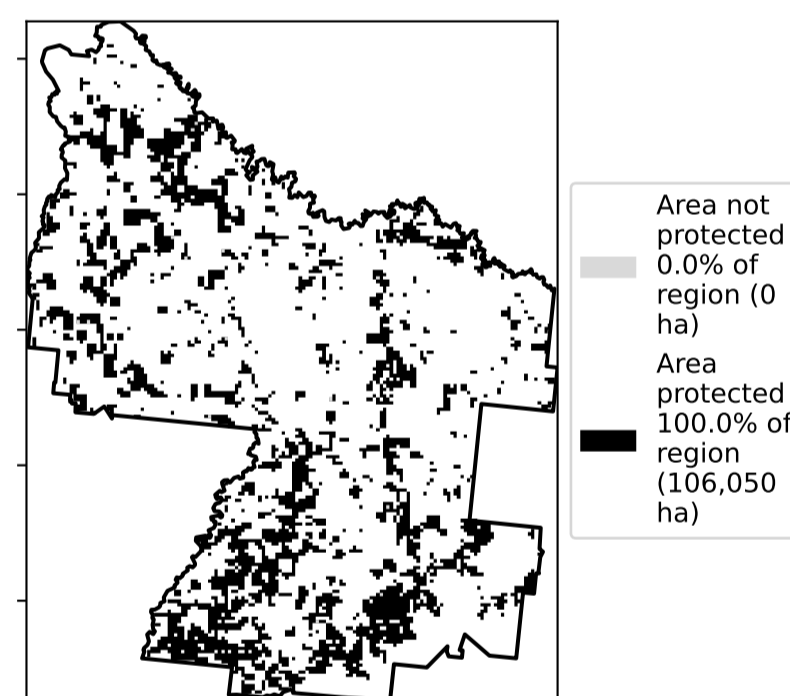 Area not
protected
0.0% of
region (0
ha)
Area
protected
100.0% of
region
(106,050
ha)